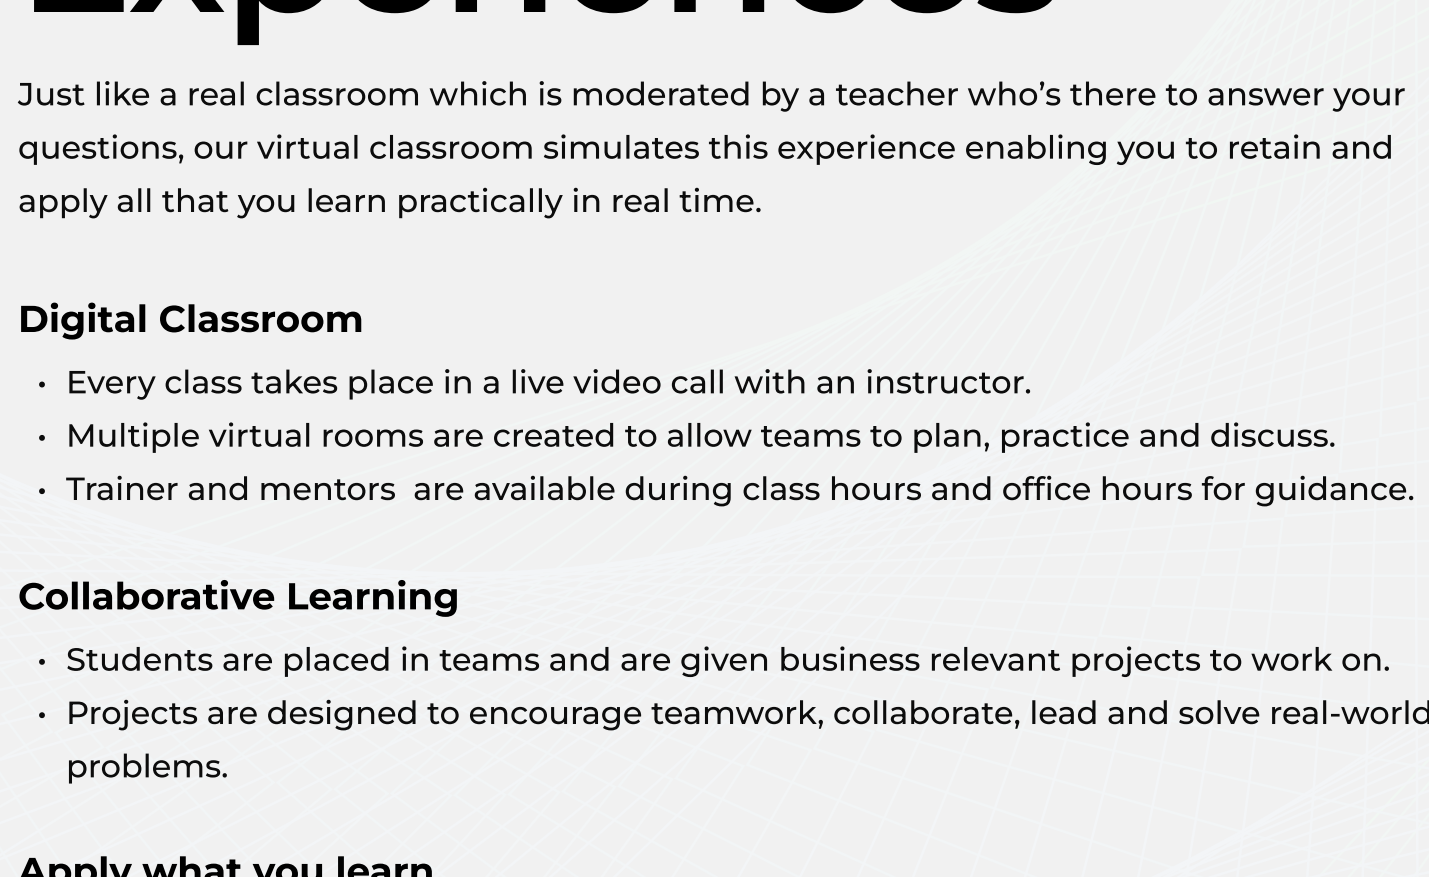 Experiences
Just like a real classroom which is moderated by a teacher who’s there to answer your
questions, our virtual classroom simulates this experience enabling you to retain and
apply all that you learn practically in real time.
Digital Classroom
• Every class takes place in a live video call with an instructor.
• Multiple virtual rooms are created to allow teams to plan, practice and discuss.
• Trainer and mentors  are available during class hours and office hours for guidance.
Collaborative Learning
• Students are placed in teams and are given business relevant projects to work on.
• Projects are designed to encourage teamwork, collaborate, lead and solve real-world
problems.
Apply what you learn